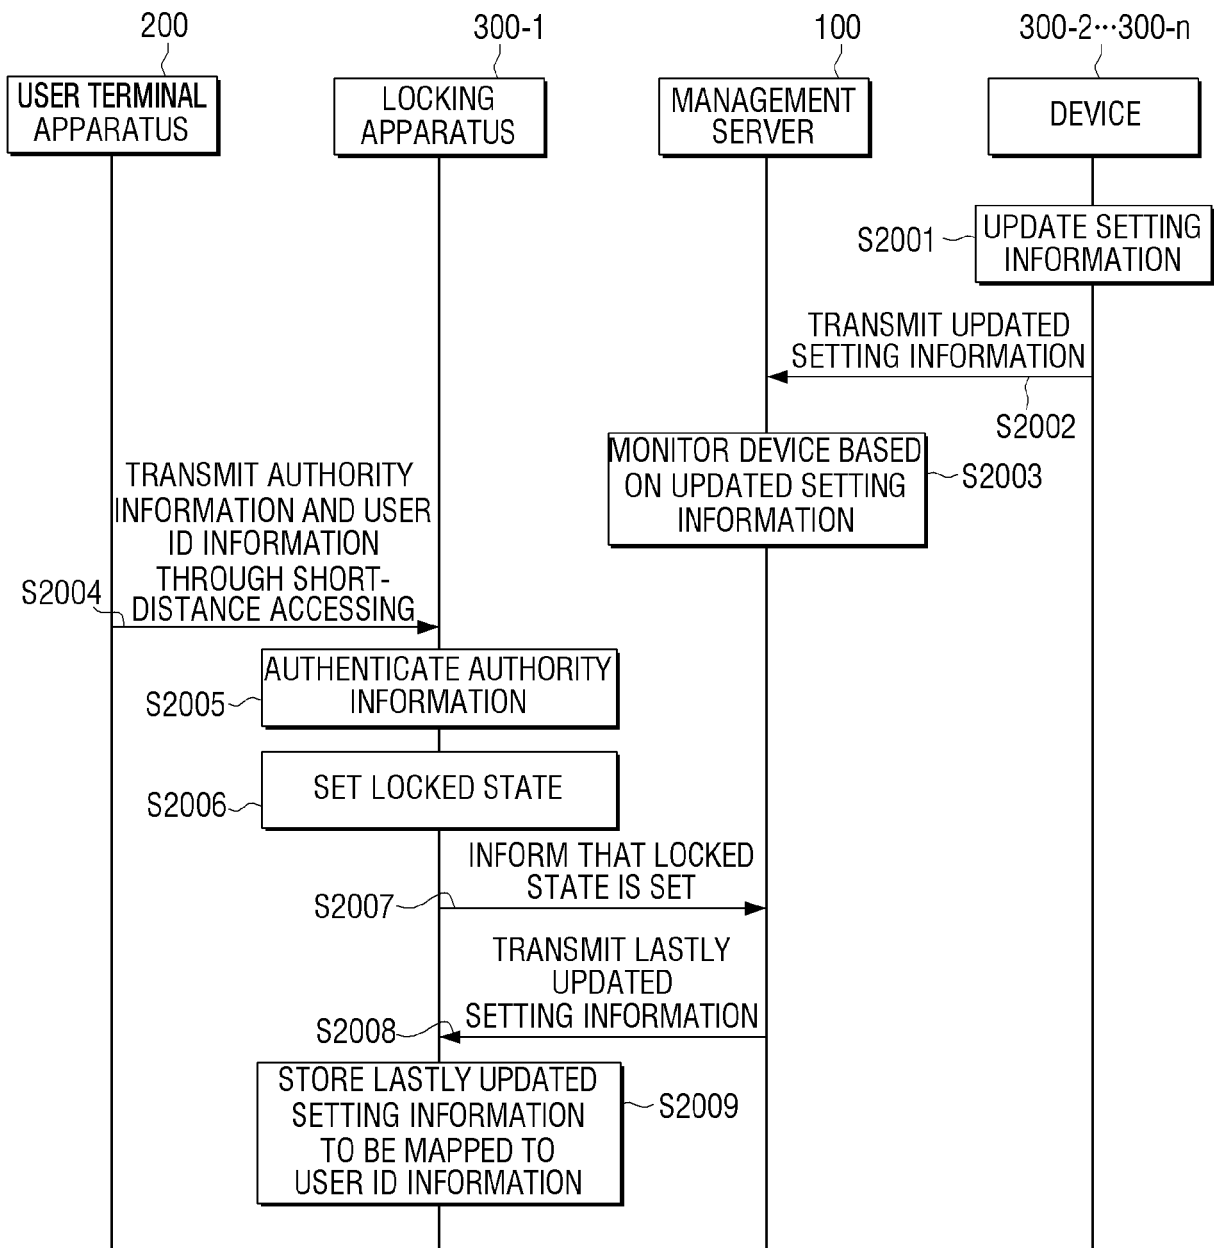 200
300-1
100
300-2···300-n
USER TERMINAL
APPARATUS
LOCKING
APPARATUS
MANAGEMENT
SERVER
DEVICE
S2001
UPDATE SETTING
INFORMATION
TRANSMIT UPDATED
SETTING INFORMATION
S2002
MONITOR DEVICE BASED
ON UPDATED SETTING
INFORMATION
S2003
TRANSMIT AUTHORITY
INFORMATION AND USER
ID INFORMATION
THROUGH SHORT-
DISTANCE ACCESSING
S2004
AUTHENTICATE AUTHORITY
INFORMATION
S2005
SET LOCKED STATE
S2006
INFORM THAT LOCKED
STATE IS SET
S2007
TRANSMIT LASTLY
UPDATED
SETTING INFORMATION
S2008
STORE LASTLY UPDATED
SETTING INFORMATION
TO BE MAPPED TO
USER ID INFORMATION
S2009